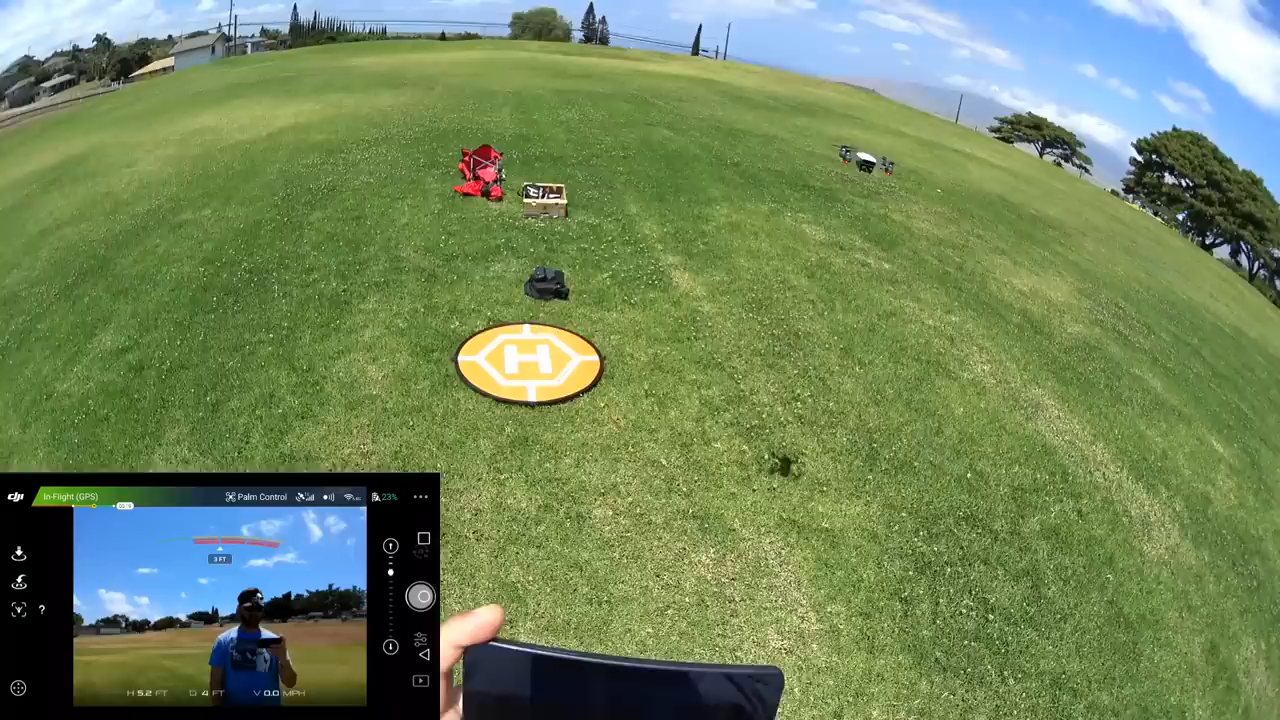 H
dji In-Flight (GPS) Palm Control 23%
3 FT
?
H 5.2 FT D 4 FT V 0.0 MPH